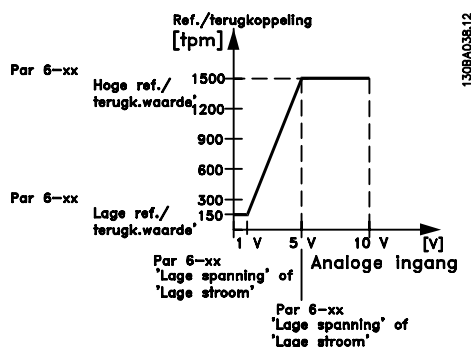 Ref./terugkoppeling
[tpm]
130BA038.12
Par 6-xx
Hoge ref./
terugk.waarde'
1500
1200
900
600
300
150
Par 6-xx
Lage ref./
terugk.waarde'
1 V
5 V
10 V
[V]
Analoge ingang
Par 6-xx
'Lage spanning' of
'Lage stroom'
Par 6-xx
'Lage spanning' of
'Lage stroom'